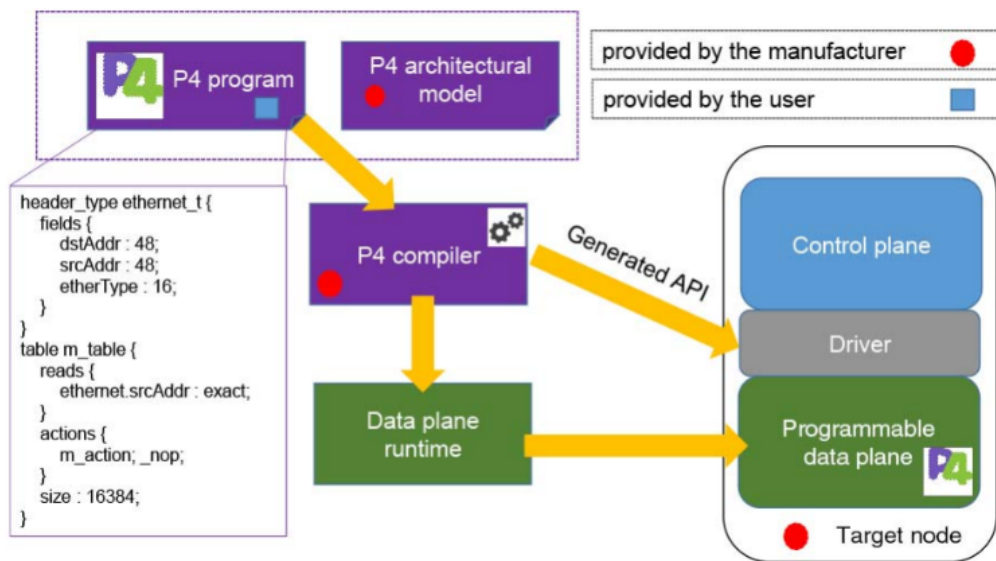 P4
P4 program
P4 architectural
model
provided by the manufacturer
provided by the user
header_type ethernet_t {
fields {
dstAddr : 48;
srcAddr : 48;
etherType : 16;
}
}
table m_table {
reads {
ethernet.srcAddr : exact;
}
actions {
m_action; _nop;
}
size : 16384;
}
P4 compiler
Generated API
Data plane
runtime
Control plane
Driver
Programmable
data plane
P4
Target node